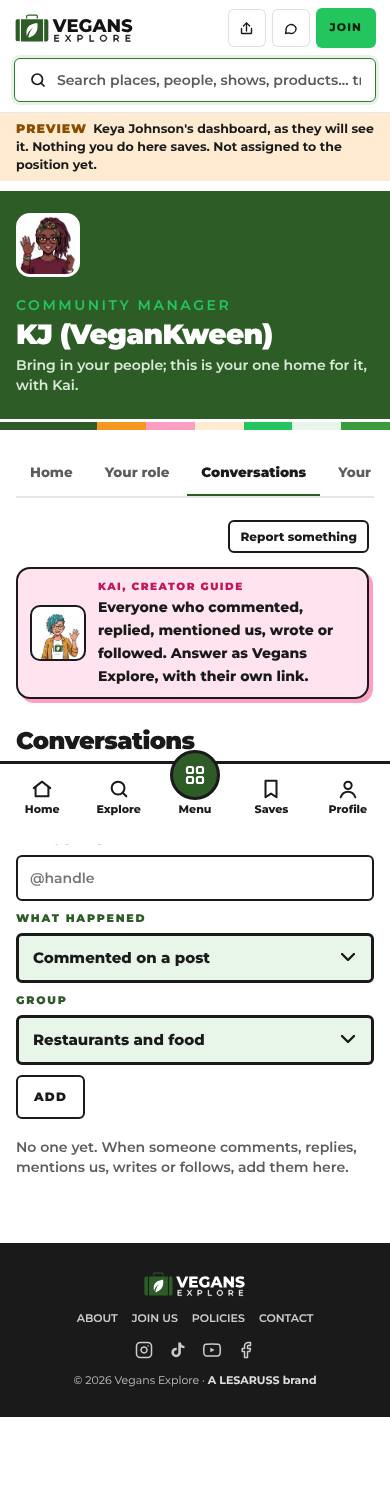 VEGANS
EXPLORE
JOIN
Search places, people, shows, products...
PREVIEW Keya Johnson's dashboard, as they will see
it. Nothing you do here saves. Not assigned to the
position yet.
COMMUNITY MANAGER
KJ (VeganKween)
Bring in your people; this is your one home for it,
with Kai.
Home
Your role
Conversations
Your
Report something
KAI, CREATOR GUIDE
Everyone who commented,
replied, mentioned us, wrote or
followed. Answer as Vegans
Explore, with their own link.
Conversations
Home
Explore
Menu
Saves
Profile
@handle
WHAT HAPPENED
Commented on a post
GROUP
Restaurants and food
ADD
No one yet. When someone comments, replies,
mentions us, writes or follows, add them here.
VEGANS
EXPLORE
ABOUT
JOIN US
POLICIES
CONTACT
© 2026 Vegans Explore · A LESARUSS brand